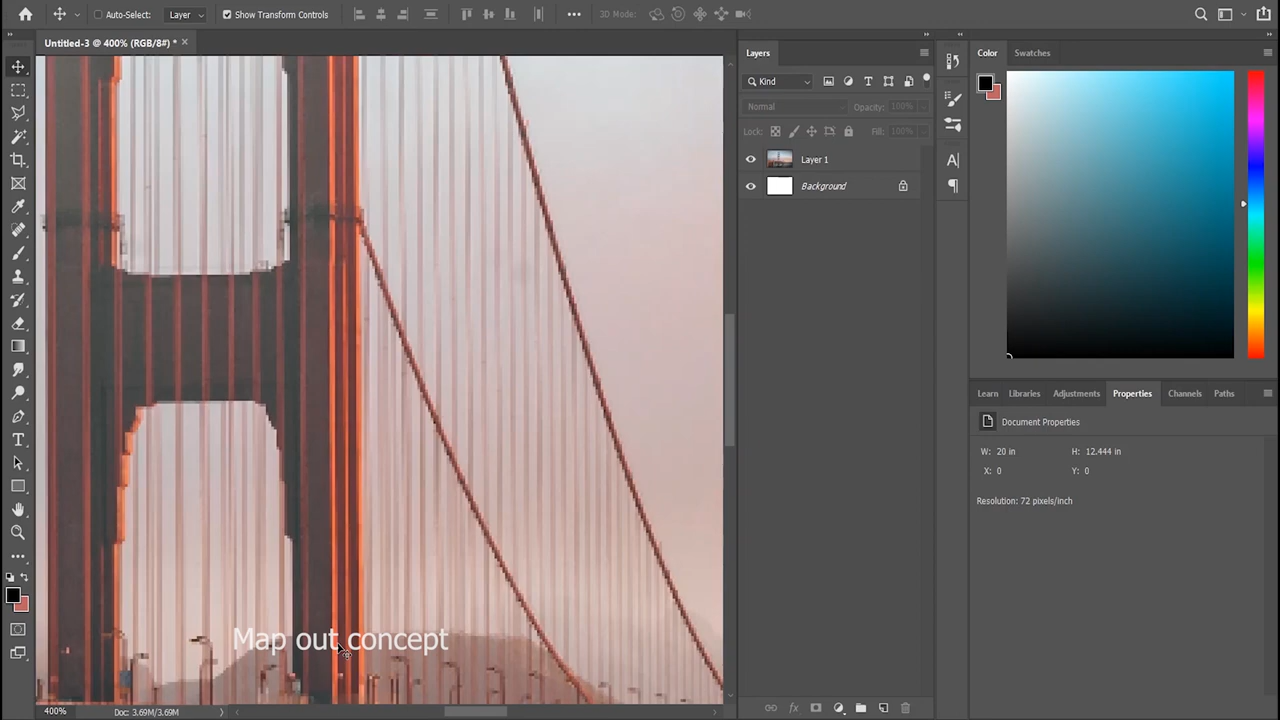 Auto-Select: Layer Show Transform Controls 3D Mode:
Untitled-3 @ 400% (RGB/8#) *
Layers
Kind
Normal Opacity: 100%
Lock: Fill: 100%
Layer 1
Background
Color Swatches
Learn Libraries Adjustments Properties Channels Paths
Document Properties
W: 20 in H: 12.444 in
X: 0 Y: 0
Resolution: 72 pixels/inch
Map out concept
400% Doc: 3.69M/3.69M